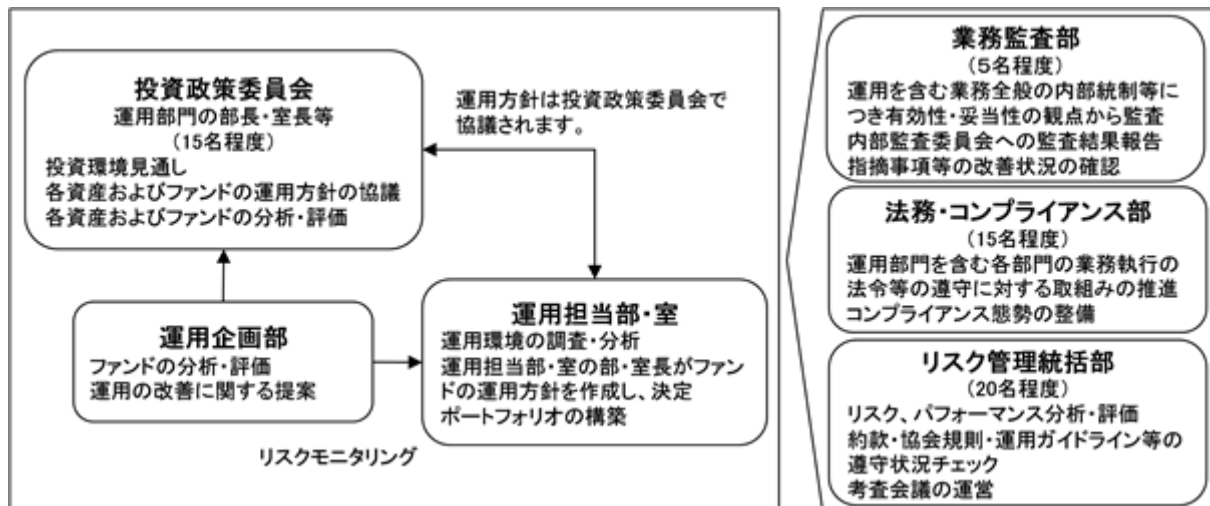 投資政策委員会
運用部門の部長・室長等
(15名程度)
投資環境見通し
各資産およびファンドの運用方針の協議
各資産およびファンドの分析・評価
運用方針は投資政策委員会で
協議されます。
運用企画部
ファンドの分析・評価
運用の改善に関する提案
運用担当部・室
運用環境の調査・分析
運用担当部・室の部・室長がファン
ドの運用方針を作成し、決定
ポートフォリオの構築
リスクモニタリング
業務監査部
(5名程度)
運用を含む業務全般の内部統制等に
つき有効性・妥当性の観点から監査
内部監査委員会への監査結果報告
指摘事項等の改善状況の確認
法務・コンプライアンス部
(15名程度)
運用部門を含む各部門の業務執行の
法令等の遵守に対する取組みの推進
コンプライアンス態勢の整備
リスク管理統括部
(20名程度)
リスク、パフォーマンス分析・評価
約款・協会規則・運用ガイドライン等の
遵守状況チェック
考査会議の運営